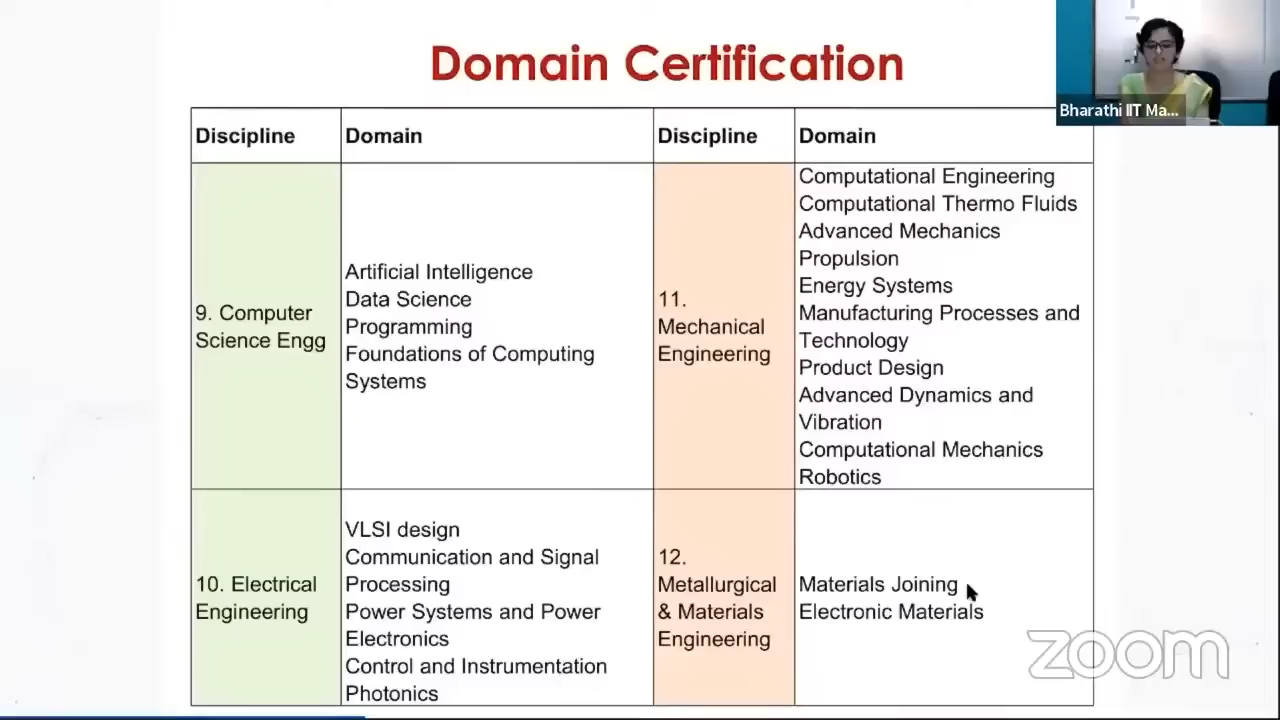 Domain Certification
Bharathi IIT Ma...
Discipline
Domain
Discipline
Domain
9. Computer
Science Engg
Artificial Intelligence
Data Science
Programming
Foundations of Computing
Systems
11.
Mechanical
Engineering
Computational Engineering
Computational Thermo Fluids
Advanced Mechanics
Propulsion
Energy Systems
Manufacturing Processes and
Technology
Product Design
Advanced Dynamics and
Vibration
Computational Mechanics
Robotics
10. Electrical
Engineering
VLSI design
Communication and Signal
Processing
Power Systems and Power
Electronics
Control and Instrumentation
Photonics
12.
Metallurgical
& Materials
Engineering
Materials Joining
Electronic Materials
zoom